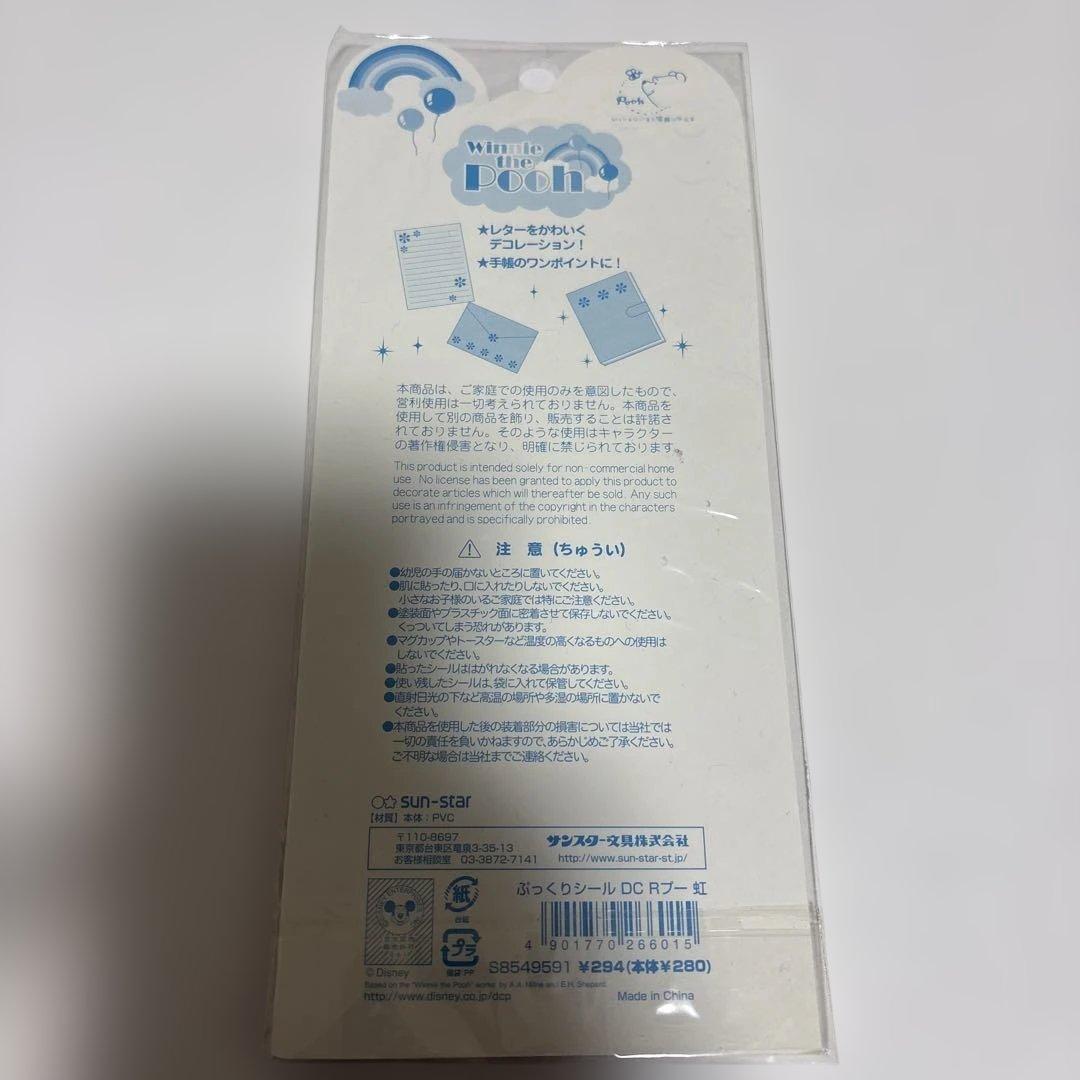 Pooh
Winnie
the
Pooh
★レターをかわいく
デコレーション！
★手帳のワンポイントに！
本商品は、ご家庭での使用のみを意図したもので、
営利使用は一切考えられておりません。本商品を
使用して別の商品を飾り、販売することは許諾さ
れておりません。そのような使用はキャラクター
の著作権侵害となり、明確に禁じられております。
This product is intended solely for non-commercial home
use. No license has been granted to apply this product to
decorate articles which will thereafter be sold. Any such
use is an infringement of the copyright in the characters
portrayed and is specifically prohibited.
注 意（ちゅうい）
●幼児の手の届かないところに置いてください。
●肌に貼ったり、口に入れたりしないでください。
小さなお子様のいるご家庭では特にご注意ください。
●塗装面やプラスチック面に密着させて保存しないでください。
くっついてしまう恐れがあります。
●マグカップやトースターなど温度の高くなるものへの使用は
しないでください。
●貼ったシールははがれなくなる場合があります。
●使い残したシールは、袋に入れて保管してください。
●直射日光の下など高温の場所や多湿の場所に置かないで
ください。
●本商品を使用した後の装着部分の損害については当社では
一切の責任を負いかねますので、あらかじめご了承ください。
ご不明な場合は当社までご連絡ください。
○☆ sun-star
【材質】本体：PVC
〒110-8697
東京都台東区竜泉3-35-13
お客様相談室 03-3872-7141
サンスター文具株式会社
http://www.sun-star-st.jp/
ぷっくりシール DC Rプー 虹
紙
台紙
プラ
個袋:PP
4 901770 266015
S8549591 ¥294(本体¥280)
© Disney
Based on the "Winnie the Pooh" works by A.A. Milne and E.H. Shepard.
http://www.disney.co.jp/dcp
Made in China